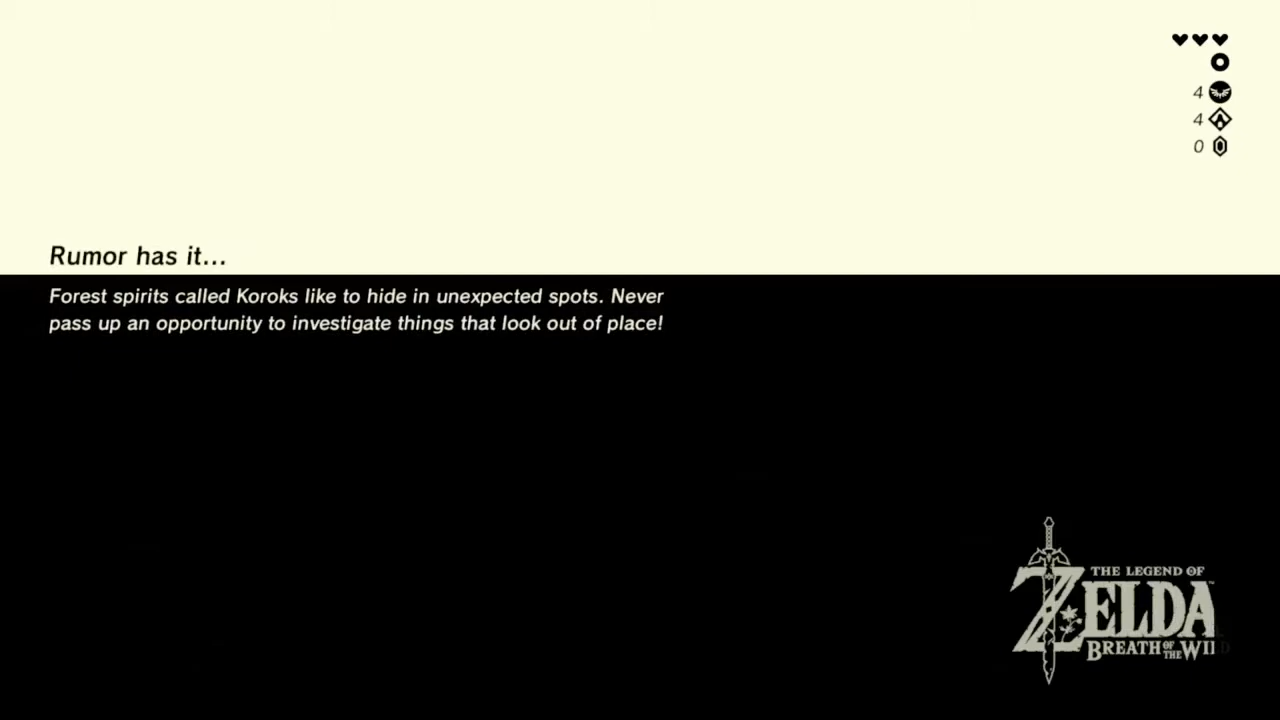 4
4
0
Rumor has it...
Forest spirits called Koroks like to hide in unexpected spots. Never
pass up an opportunity to investigate things that look out of place!
THE LEGEND OF
ZELDA
BREATH OF THE WILD